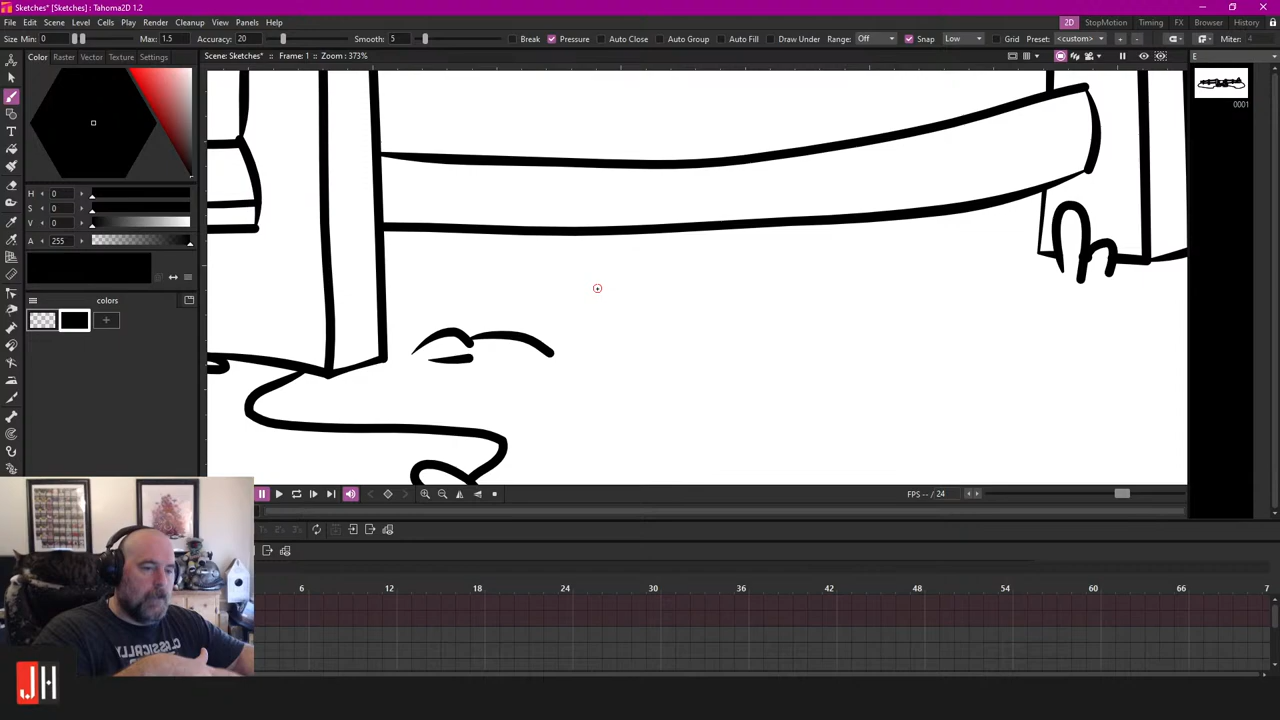 Sketches* [Sketches] : Tahoma2D 1.2
File Edit Scene Level Cells Play Render Cleanup View Panels Help
2D StopMotion Timing FX Browser History
Size Min: 0 Max: 1.5 Accuracy: 20 Smooth: 5 Break Pressure Auto Close Auto Group Auto Fill Draw Under Range: Off Snap Low Grid Preset: <custom> + - Miter: 4
Color Raster Vector Texture Settings
Scene: Sketches* : Frame: 1 : Zoom : 373%
E
0001
H 0
S 0
V 0
A 255
colors
FPS -- / 24
6 12 18 24 30 36 42 48 54 60 66 7
CLASSICALLY
JH